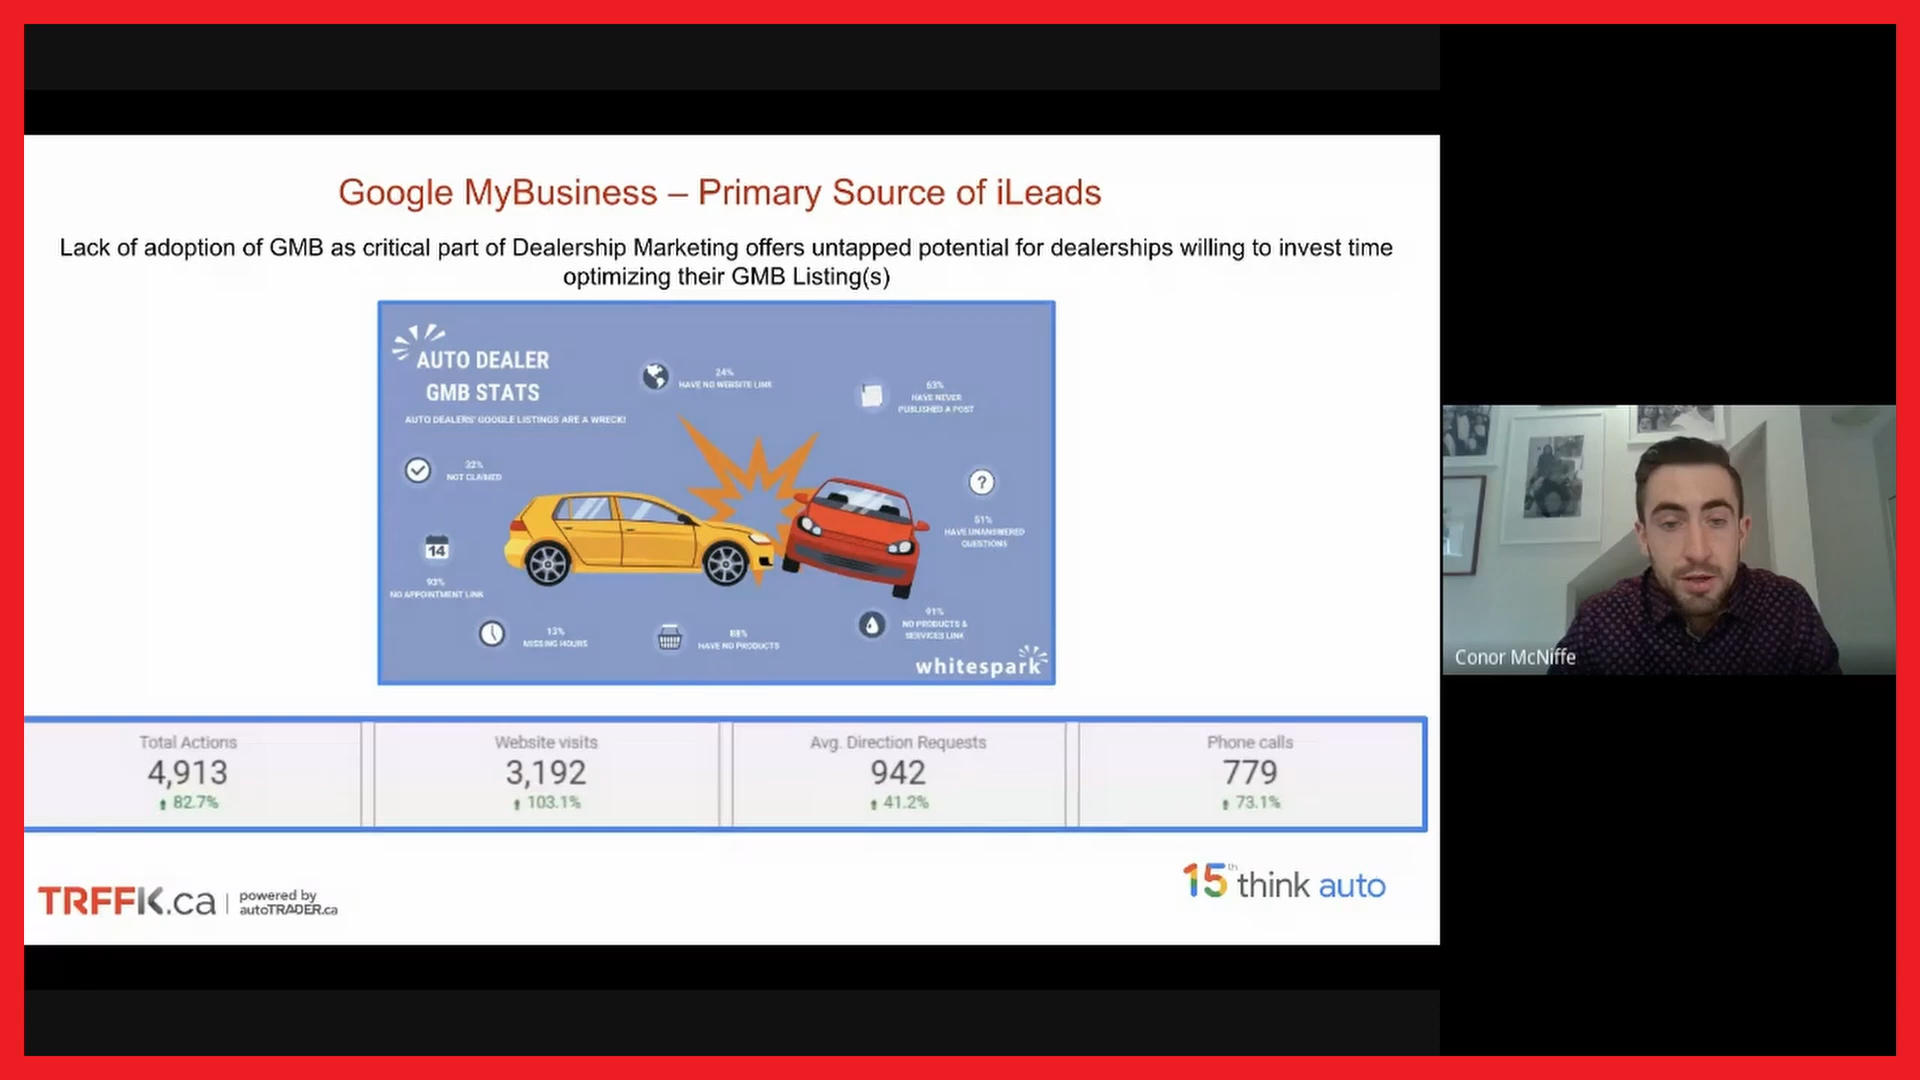 Google MyBusiness – Primary Source of iLeads
Lack of adoption of GMB as critical part of Dealership Marketing offers untapped potential for dealerships willing to invest time
optimizing their GMB Listing(s)
AUTO DEALER
GMB STATS
AUTO DEALERS' GOOGLE LISTINGS ARE A WRECK!
24%
HAVE NO WEBSITE LINK
63%
HAVE NEVER
PUBLISHED A POST
32%
NOT CLAIMED
51%
HAVE UNANSWERED
QUESTIONS
14
93%
NO APPOINTMENT LINK
13%
MISSING HOURS
88%
HAVE NO PRODUCTS
91%
NO PRODUCTS &
SERVICES LINK
whitespark
Total Actions
4,913
82.7%
Website visits
3,192
103.1%
Avg. Direction Requests
942
41.2%
Phone calls
779
73.1%
TRFFK.ca
powered by
autoTRADER.ca
15th think auto
Conor McNiffe